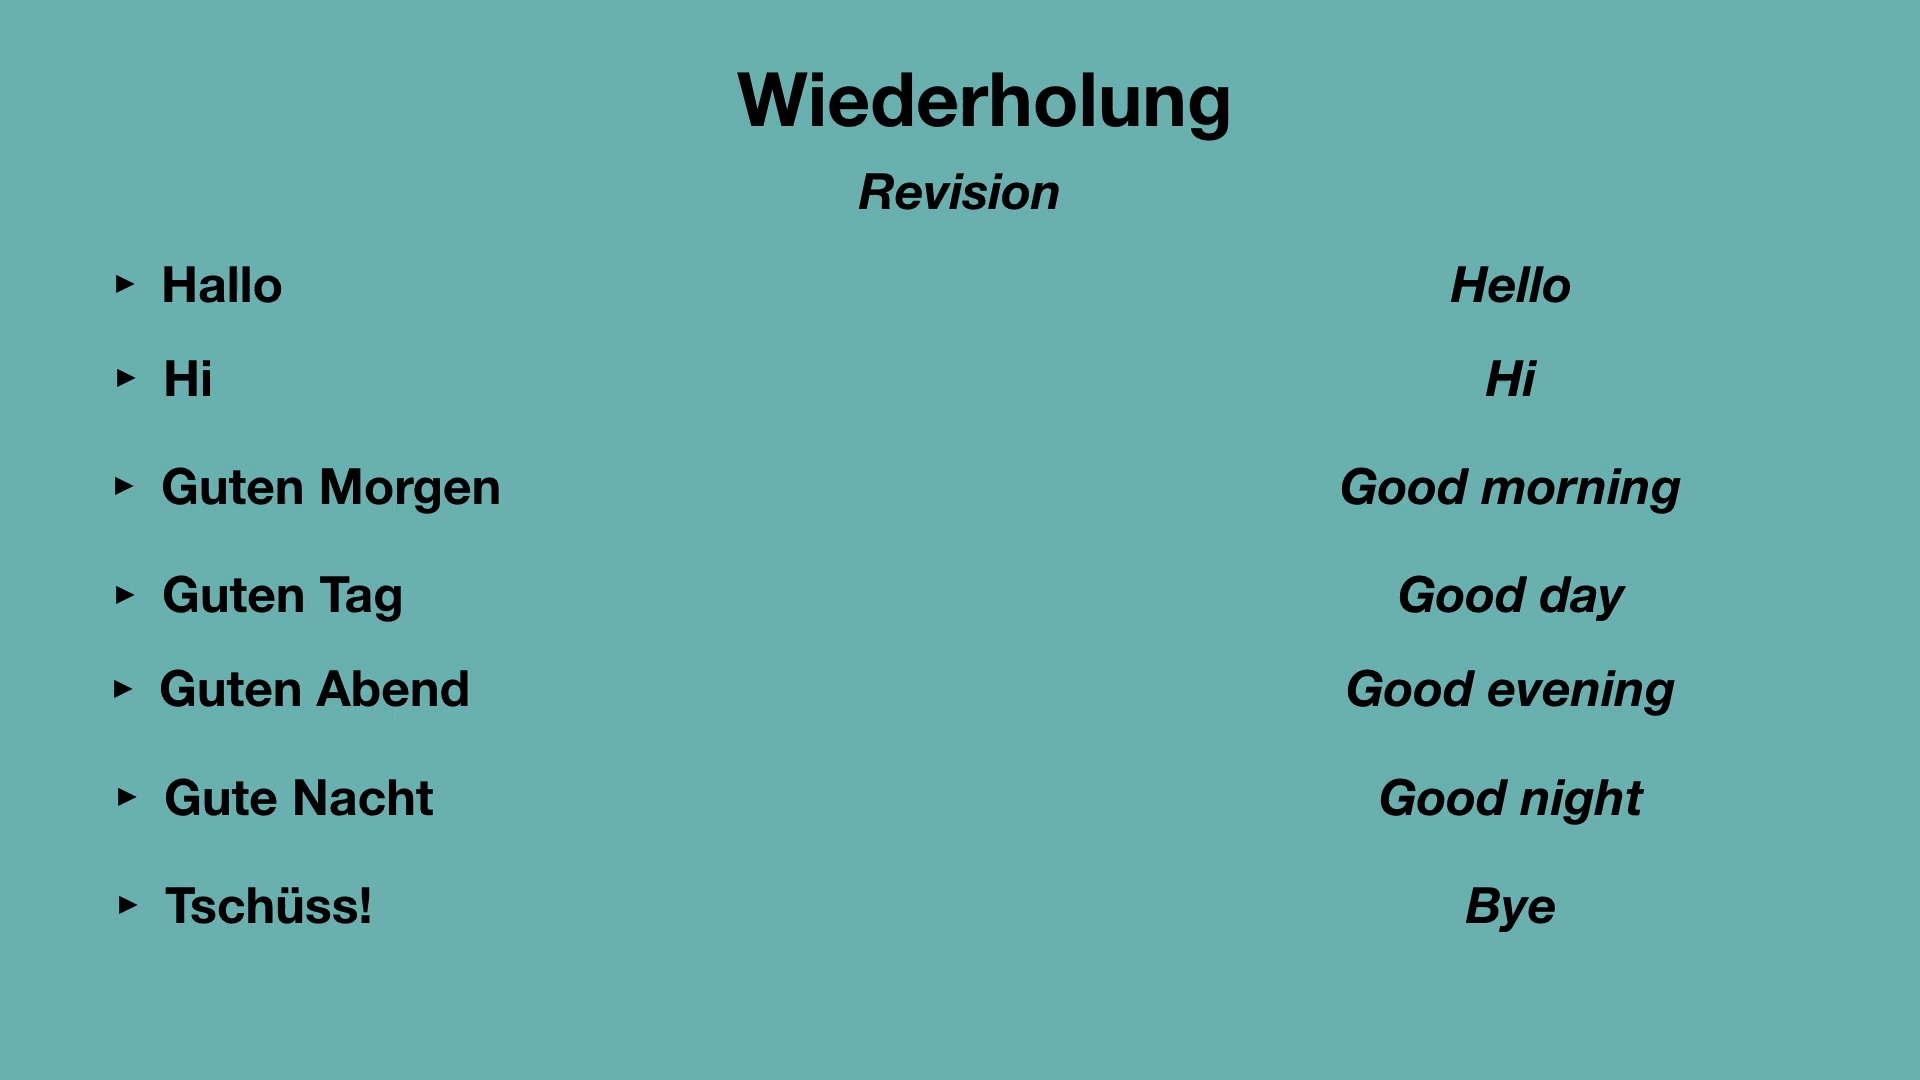 Wiederholung
Revision
▸ Hallo Hello
▸ Hi Hi
▸ Guten Morgen Good morning
▸ Guten Tag Good day
▸ Guten Abend Good evening
▸ Gute Nacht Good night
▸ Tschüss! Bye